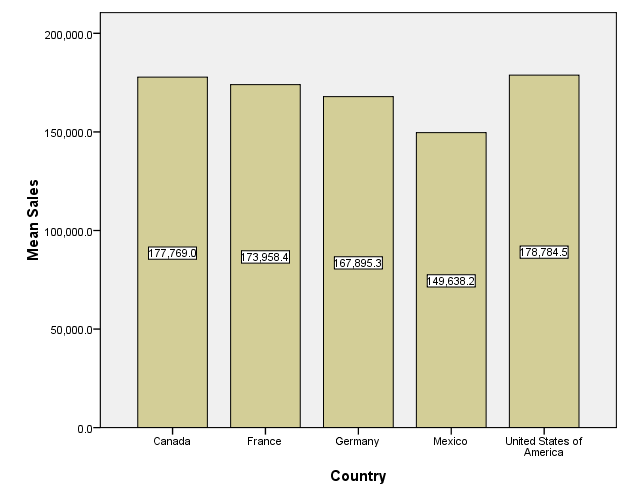 200,000.0
150,000.0
100,000.0
50,000.0
0.0
Mean Sales
177,769.0
173,958.4
167,895.3
149,638.2
178,784.5
Canada
France
Germany
Mexico
United States of
America
Country